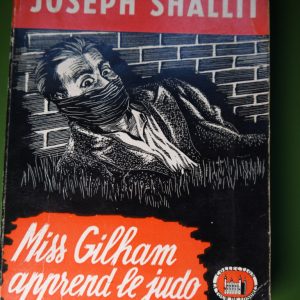 JOSEPH SHALLIT
Miss Gilham
apprend le judo